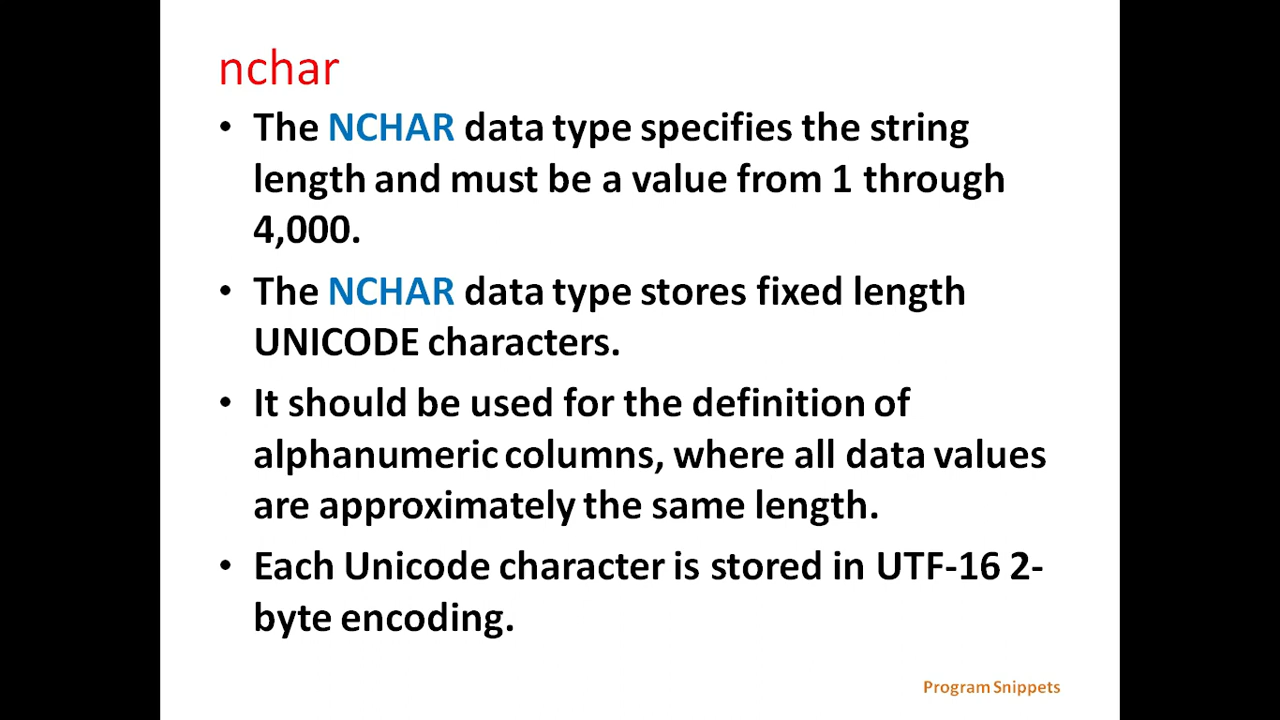 nchar
• The NCHAR data type specifies the string
length and must be a value from 1 through
4,000.
• The NCHAR data type stores fixed length
UNICODE characters.
• It should be used for the definition of
alphanumeric columns, where all data values
are approximately the same length.
• Each Unicode character is stored in UTF-16 2-
byte encoding.
Program Snippets